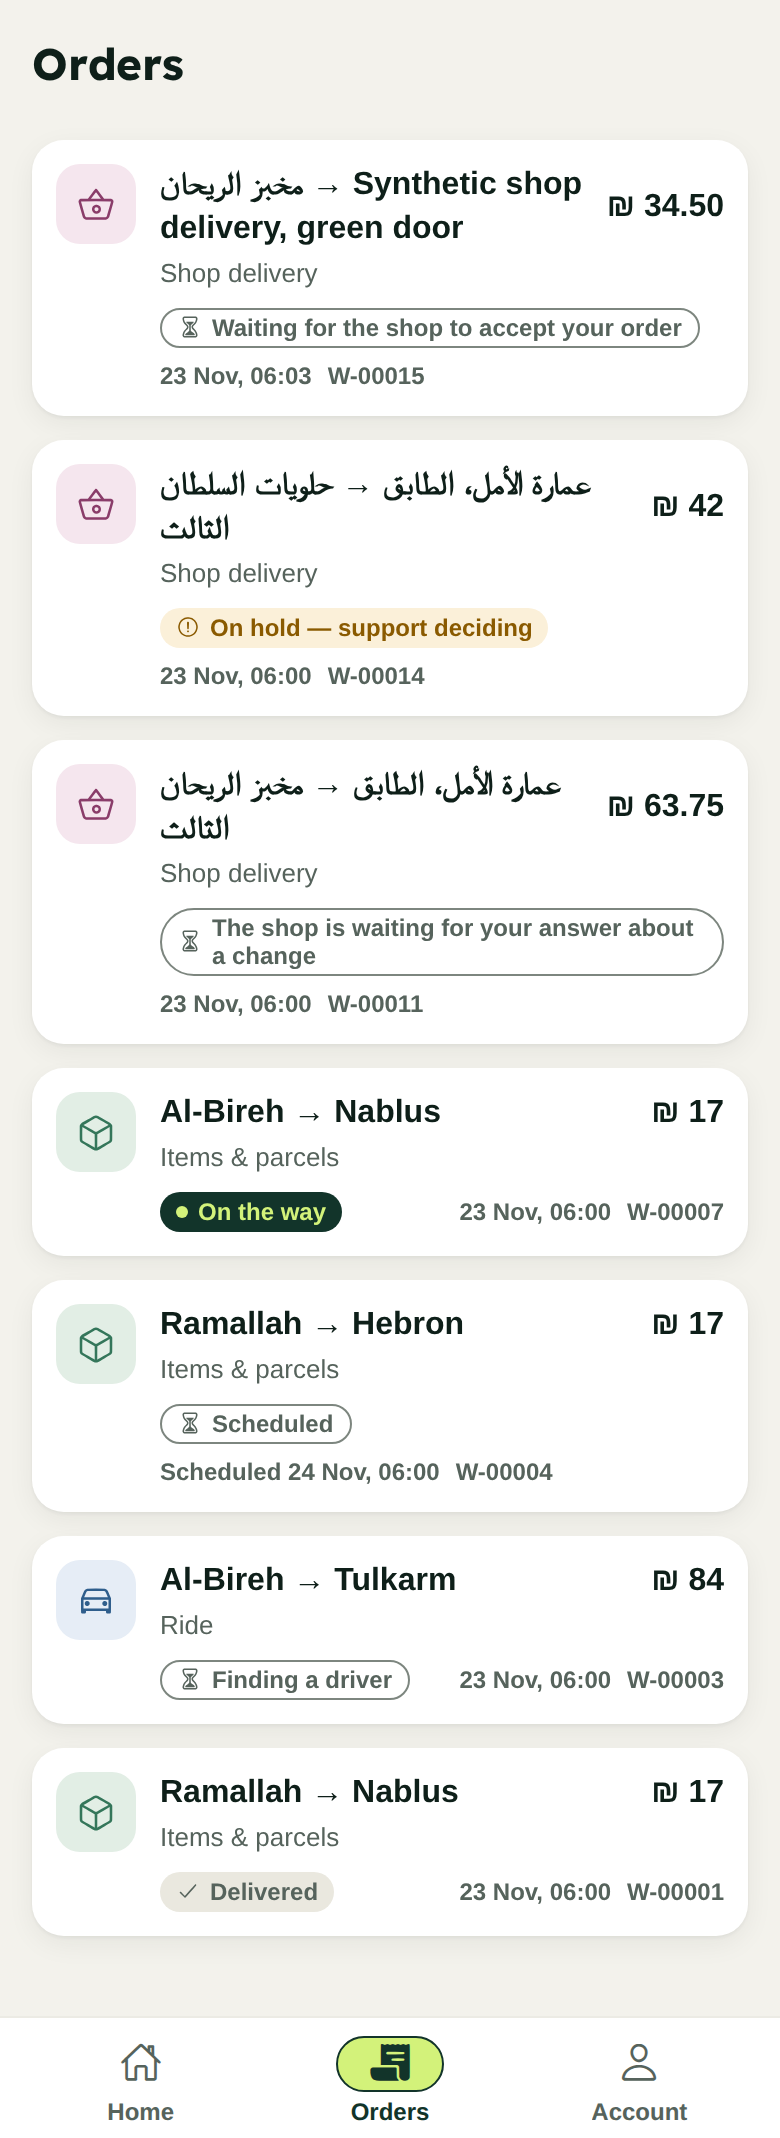 Orders
مخبز الريحان → Synthetic shop
delivery, green door
₪ 34.50
Shop delivery
Waiting for the shop to accept your order
23 Nov, 06:03 W-00015
حلويات السلطان → عمارة الأمل، الطابق
الثالث
₪ 42
Shop delivery
On hold — support deciding
23 Nov, 06:00 W-00014
مخبز الريحان → عمارة الأمل، الطابق
الثالث
₪ 63.75
Shop delivery
The shop is waiting for your answer about
a change
23 Nov, 06:00 W-00011
Al-Bireh → Nablus
₪ 17
Items & parcels
On the way 23 Nov, 06:00 W-00007
Ramallah → Hebron
₪ 17
Items & parcels
Scheduled
Scheduled 24 Nov, 06:00 W-00004
Al-Bireh → Tulkarm
₪ 84
Ride
Finding a driver 23 Nov, 06:00 W-00003
Ramallah → Nablus
₪ 17
Items & parcels
Delivered 23 Nov, 06:00 W-00001
Home Orders Account